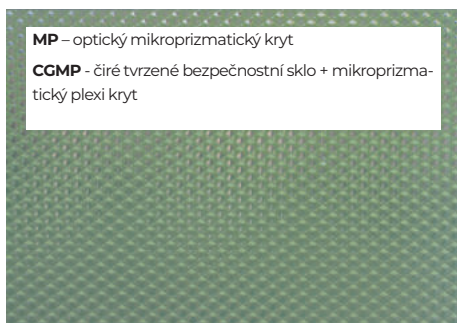 MP – optický mikroprizmatický kryt
CGMP - čiré tvrzené bezpečnostní sklo + mikroprizma-
tický plexi kryt